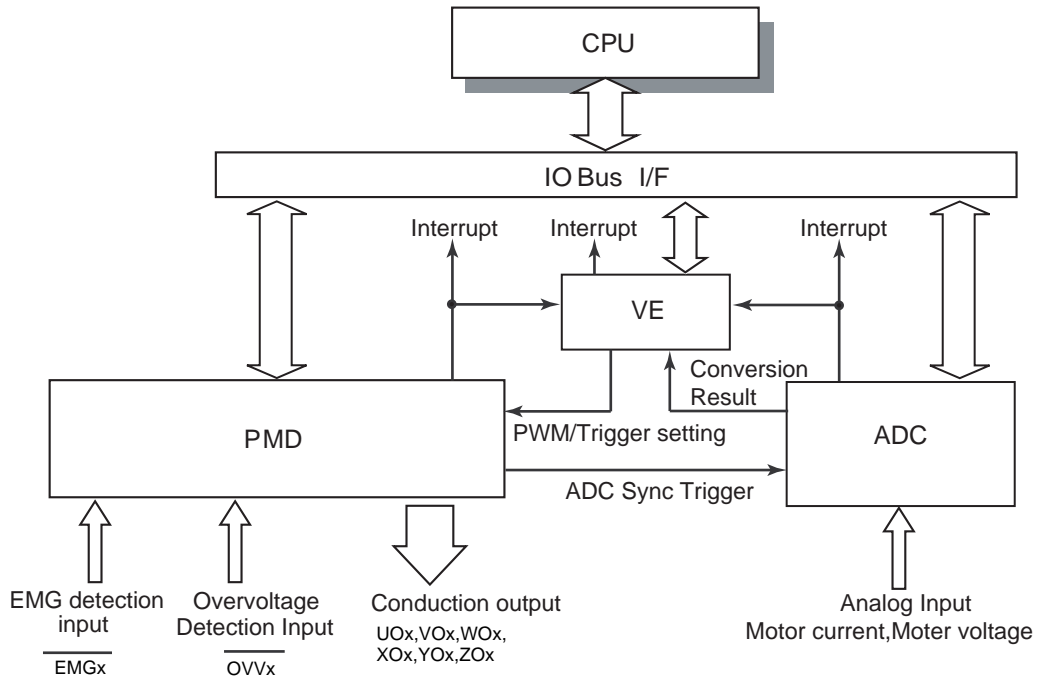 CPU
IO Bus I/F
Interrupt
Interrupt
Interrupt
VE
Conversion
Result
PMD
PWM/Trigger setting
ADC
ADC Sync Trigger
EMG detection
input
EMGx
Overvoltage
Detection Input
OVVx
Conduction output
UOx,VOx,WOx,
XOx,YOx,ZOx
Analog Input
Motor current,Moter voltage